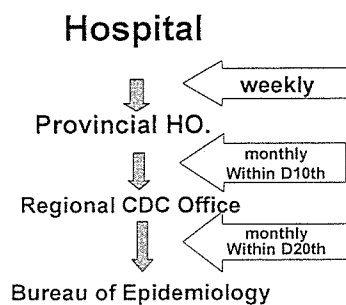 Hospital
weekly
Provincial HO.
monthly
Within D10th
Regional CDC Office
monthly
Within D20th
Bureau of Epidemiology